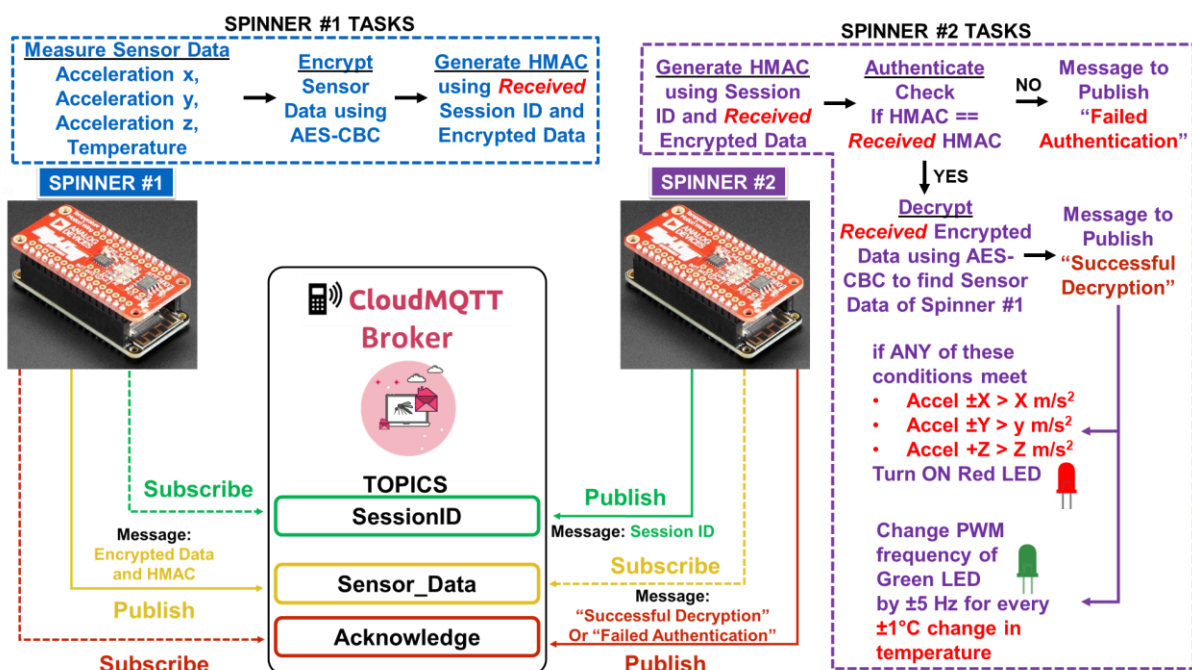 SPINNER #1 TASKS
Measure Sensor Data
Acceleration x,
Acceleration y,
Acceleration z,
Temperature
Encrypt
Sensor
Data using
AES-CBC
Generate HMAC
using Received
Session ID and
Encrypted Data
SPINNER #2 TASKS
Generate HMAC
using Session
ID and Received
Encrypted Data
Authenticate
Check
If HMAC ==
Received HMAC
NO
Message to
Publish
“Failed
Authentication”
YES
Decrypt
Received Encrypted
Data using AES-
CBC to find Sensor
Data of Spinner #1
Message to
Publish
“Successful
Decryption”
if ANY of these
conditions meet
• Accel ±X > X m/s²
• Accel ±Y > y m/s²
• Accel +Z > Z m/s²
Turn ON Red LED
Change PWM
frequency of
Green LED
by ±5 Hz for every
±1°C change in
temperature
SPINNER #1
ANALOG
DEVICES
SPINNER #2
ANALOG
DEVICES
CloudMQTT
Broker
TOPICS
SessionID
Sensor_Data
Acknowledge
Subscribe
Message:
Encrypted Data
and HMAC
Publish
Subscribe
Publish
Message: Session ID
Subscribe
Message:
“Successful Decryption”
Or “Failed Authentication”
Publish